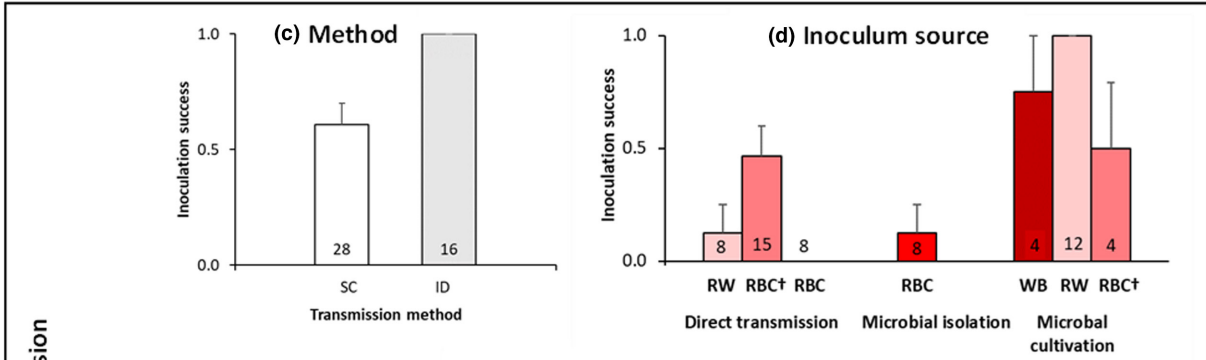 (c) Method
1.0
0.5
0.0
Inoculation success
28
16
SC ID
Transmission method
(d) Inoculum source
1.0
0.5
0.0
Inoculation success
8 15 8
8
4 12 4
RW RBC† RBC
RBC
WB RW RBC†
Direct transmission
Microbial isolation
Microbal
cultivation
sion